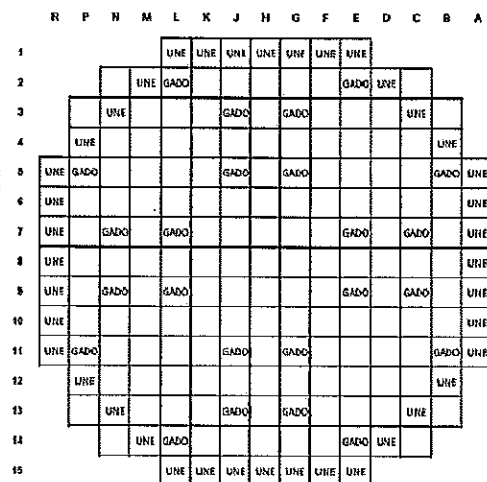 R P N M L K J H G F E D C B A
1 UNE UNE UNE UNE UNE UNE UNE
2 UNE GADO GADO UNE
3 UNE GADO GADO UNE
4 UNE UNE
5 UNE GADO GADO GADO GADO UNE
6 UNE UNE
7 UNE GADO GADO GADO GADO UNE
8 UNE UNE
9 UNE GADO GADO GADO GADO UNE
10 UNE UNE
11 UNE GADO GADO GADO GADO UNE
12 UNE UNE
13 UNE GADO GADO UNE
14 UNE GADO GADO UNE
15 UNE UNE UNE UNE UNE UNE UNE